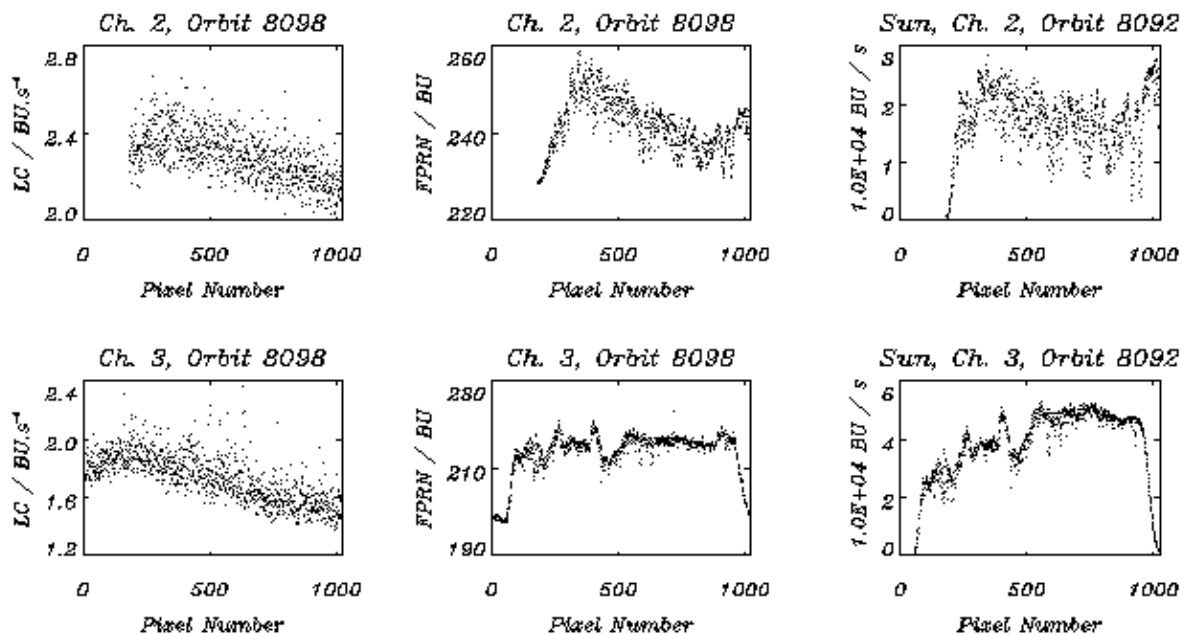 Ch. 2, Orbit 8098
LC / BU.s⁻¹
2.8
2.4
2.0
0 500 1000
Pixel Number
Ch. 2, Orbit 8098
FPRN / BU
260
240
220
0 500 1000
Pixel Number
Sun, Ch. 2, Orbit 8092
1.0E+04 BU / s
3
2
1
0
0 500 1000
Pixel Number
Ch. 3, Orbit 8098
LC / BU.s⁻¹
2.4
2.0
1.6
1.2
0 500 1000
Pixel Number
Ch. 3, Orbit 8098
FPRN / BU
230
210
190
0 500 1000
Pixel Number
Sun, Ch. 3, Orbit 8092
1.0E+04 BU / s
6
4
2
0
0 500 1000
Pixel Number